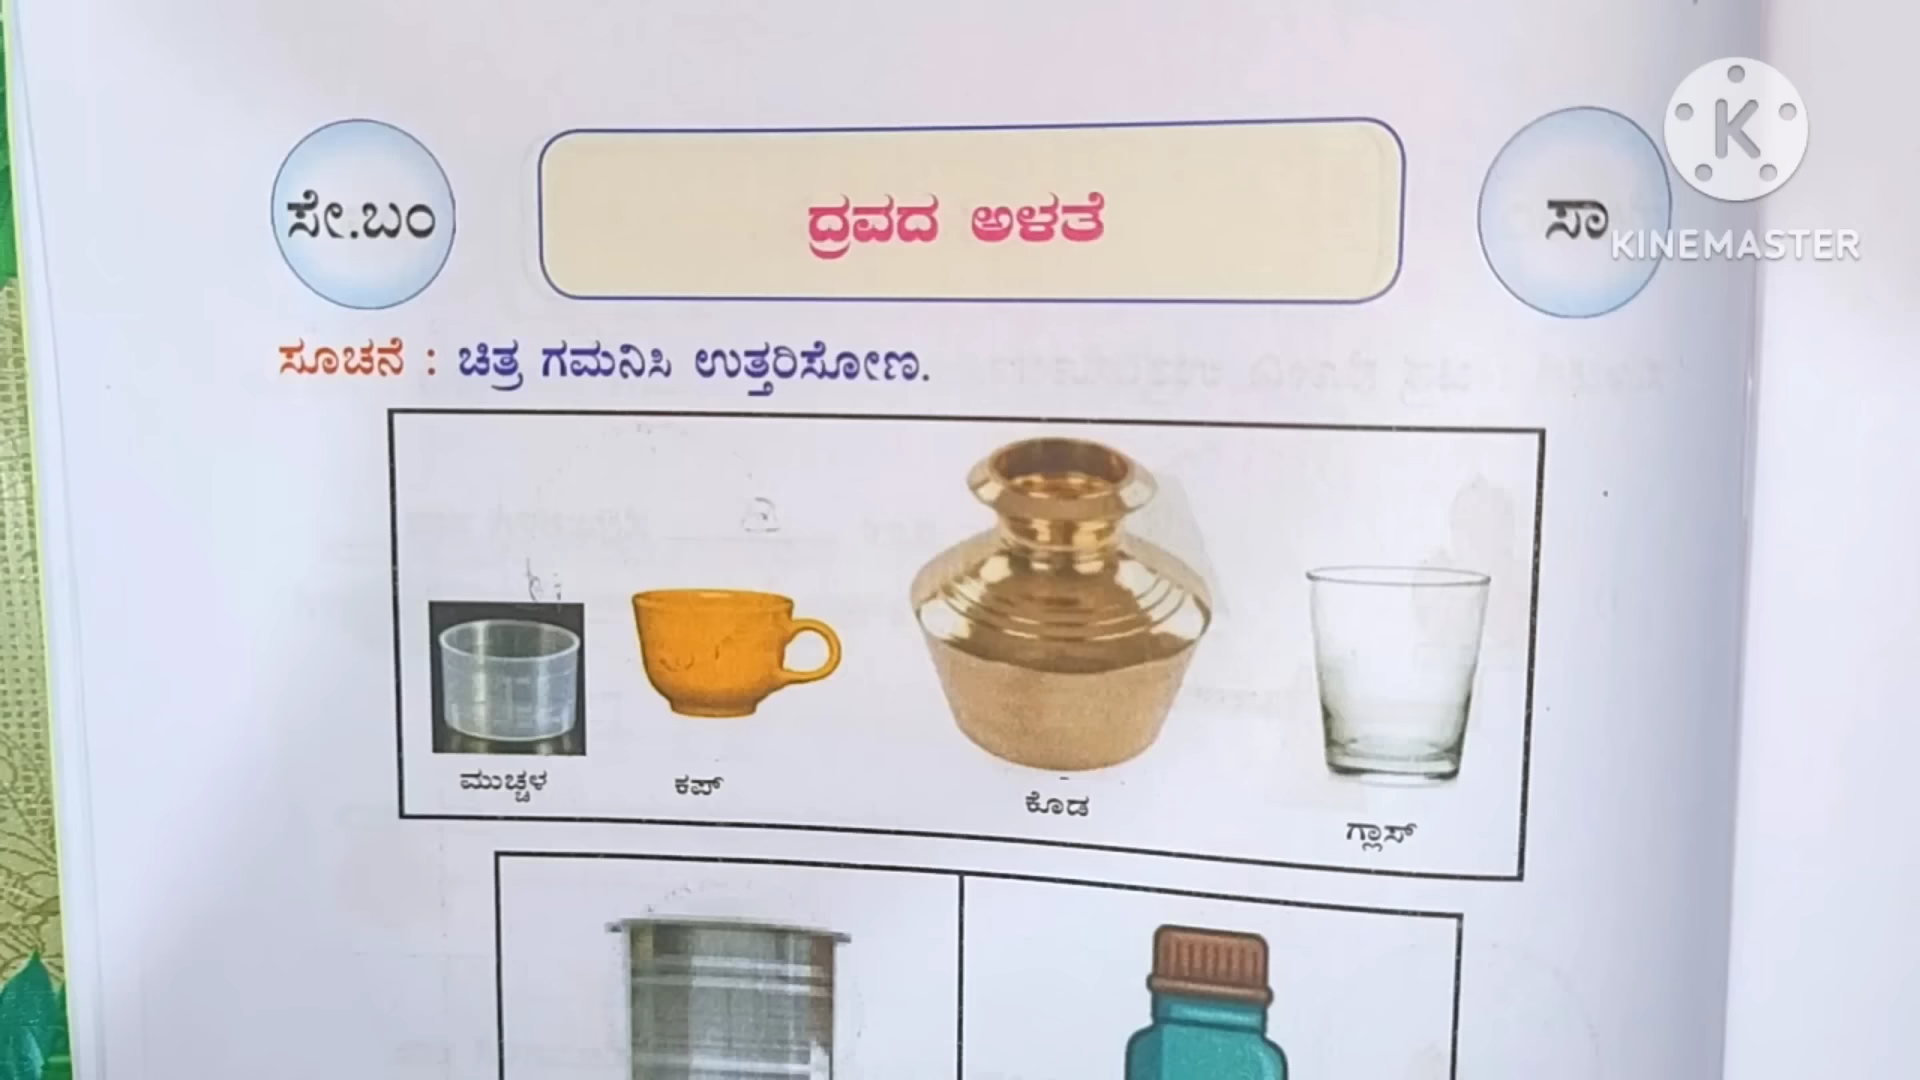 ಸೇ.ಬಂ
ದ್ರವದ ಅಳತೆ
ಸಾ
K
KINEMASTER
ಸೂಚನೆ : ಚಿತ್ರ ಗಮನಿಸಿ ಉತ್ತರಿಸೋಣ.
ಮುಚ್ಚಳ
ಕಪ್
ಕೊಡ
ಗ್ಲಾಸ್